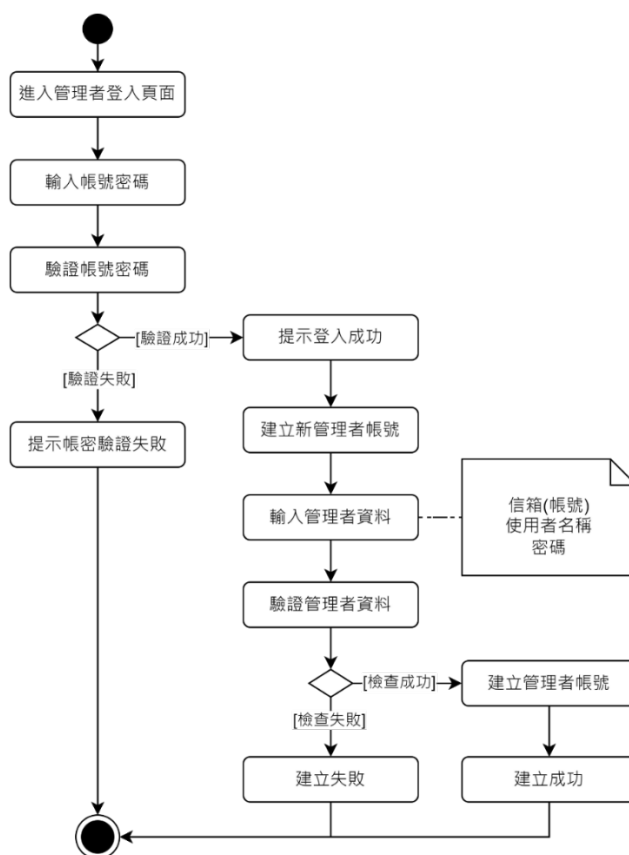 進入管理者登入頁面
輸入帳號密碼
驗證帳號密碼
[驗證成功]
提示登入成功
[驗證失敗]
提示帳密驗證失敗
建立新管理者帳號
輸入管理者資料
信箱(帳號)
使用者名稱
密碼
驗證管理者資料
[檢查成功]
建立管理者帳號
[檢查失敗]
建立失敗
建立成功